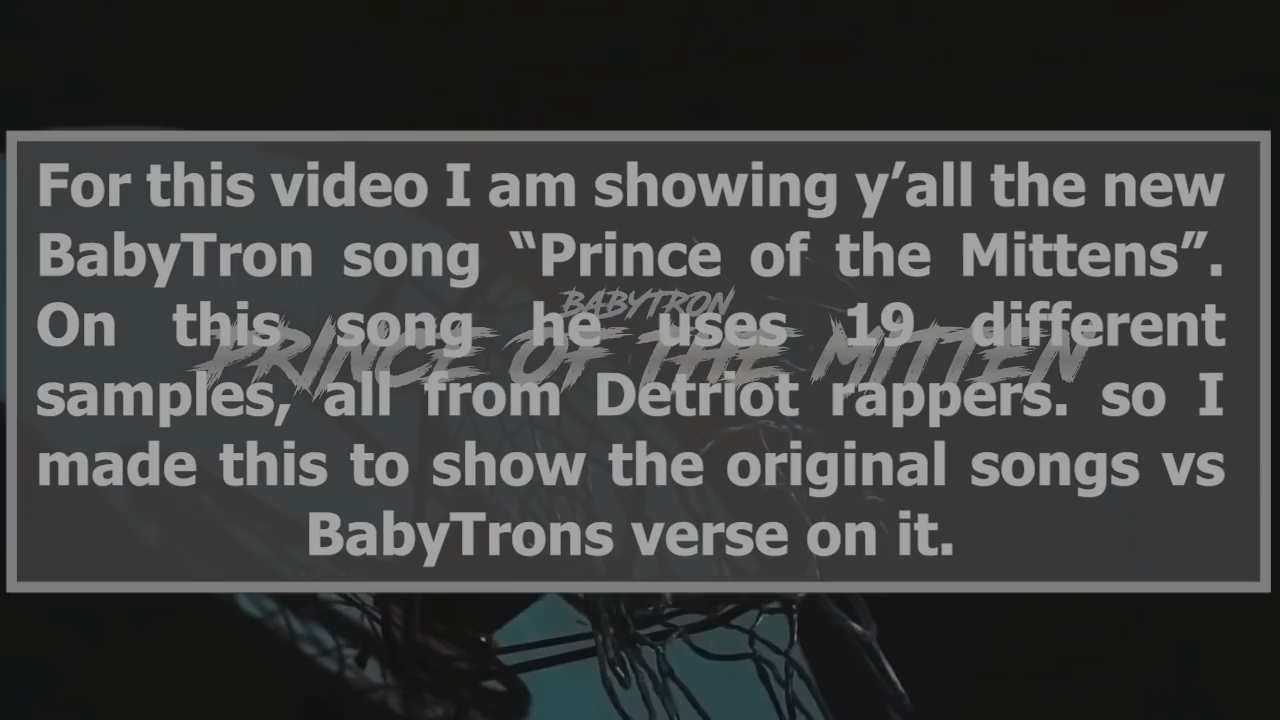 For this video I am showing y’all the new
BabyTron song “Prince of the Mittens”.
BABYTRON
On this song he uses 19 different
PRINCE OF THE MITTEN
samples, all from Detriot rappers. so I
made this to show the original songs vs
BabyTrons verse on it.